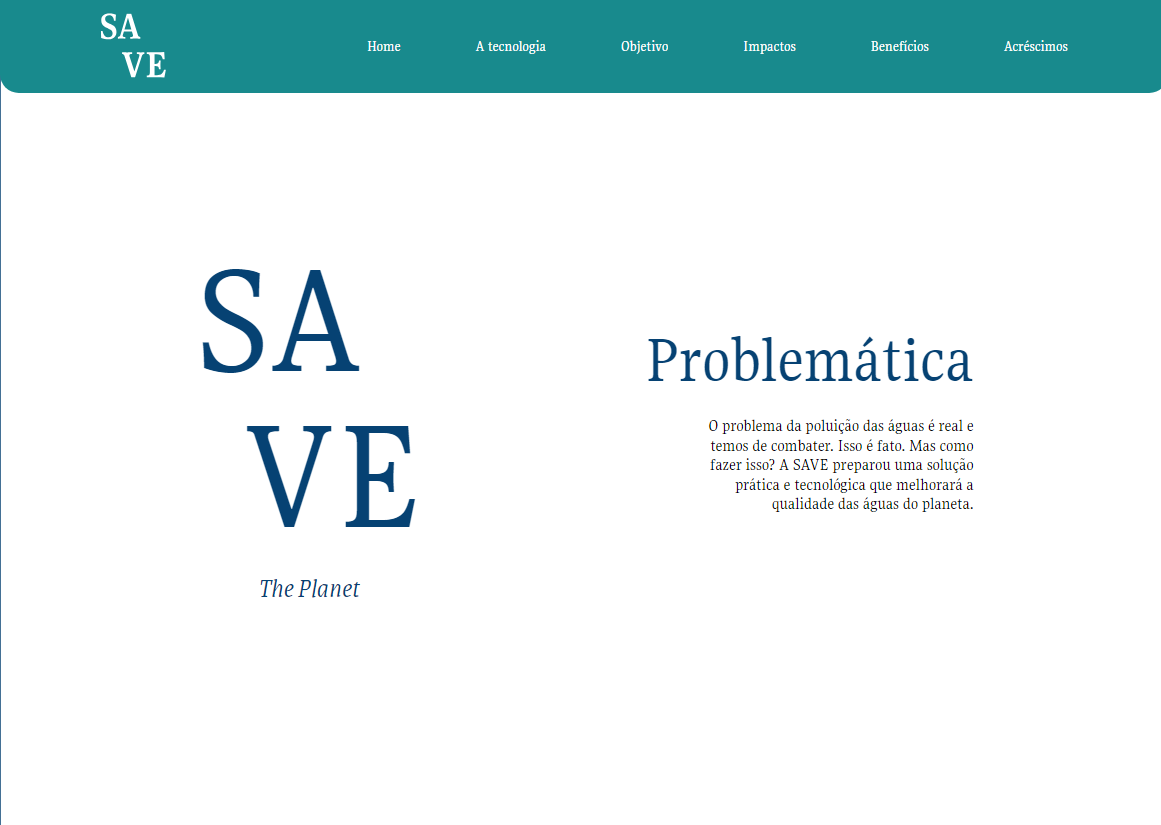 SA
VE
Home
A tecnologia
Objetivo
Impactos
Benefícios
Acréscimos
SA
VE
The Planet
Problemática
O problema da poluição das águas é real e
temos de combater. Isso é fato. Mas como
fazer isso? A SAVE preparou uma solução
prática e tecnológica que melhorará a
qualidade das águas do planeta.